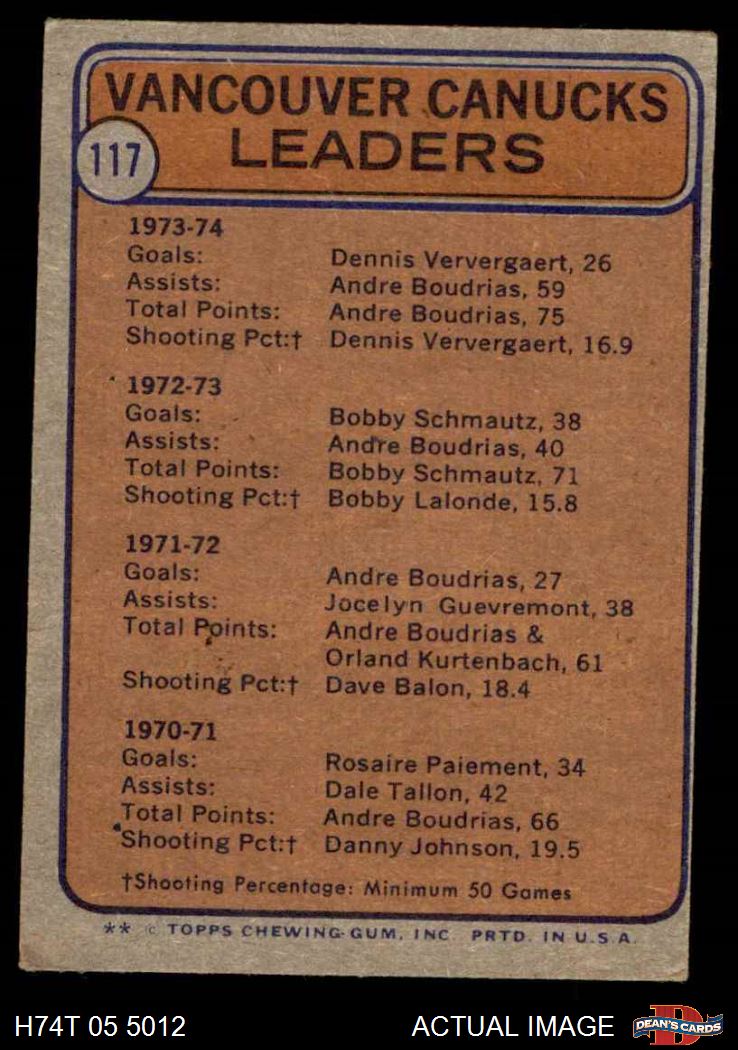 VANCOUVER CANUCKS
LEADERS
117
1973-74
Goals: Dennis Ververgaert, 26
Assists: Andre Boudrias, 59
Total Points: Andre Boudrias, 75
Shooting Pct:† Dennis Ververgaert, 16.9
1972-73
Goals: Bobby Schmautz, 38
Assists: Andre Boudrias, 40
Total Points: Bobby Schmautz, 71
Shooting Pct:† Bobby Lalonde, 15.8
1971-72
Goals: Andre Boudrias, 27
Assists: Jocelyn Guevremont, 38
Total Points: Andre Boudrias &
Orland Kurtenbach, 61
Shooting Pct:† Dave Balon, 18.4
1970-71
Goals: Rosaire Paiement, 34
Assists: Dale Tallon, 42
Total Points: Andre Boudrias, 66
Shooting Pct:† Danny Johnson, 19.5
†Shooting Percentage: Minimum 50 Games
** © TOPPS CHEWING GUM, INC. PRTD. IN U.S.A.
H74T 05 5012 ACTUAL IMAGE D DEAN'S CARDS